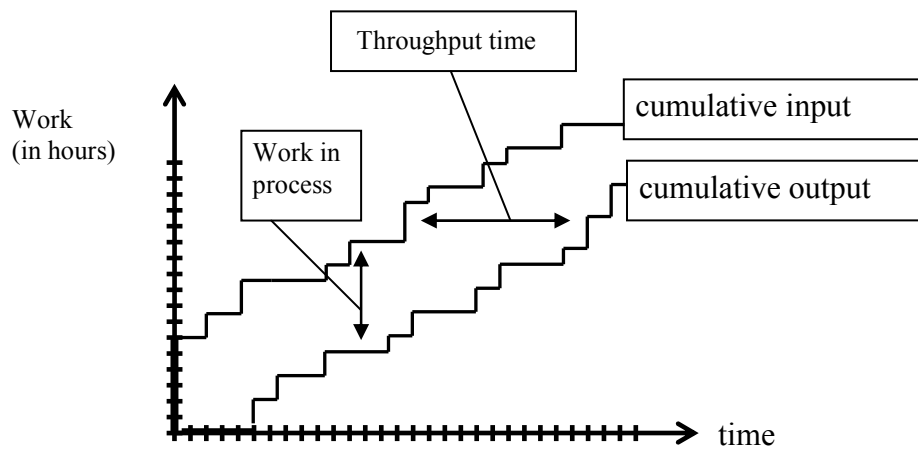 Throughput time
Work
(in hours)
cumulative input
Work in
process
cumulative output
time